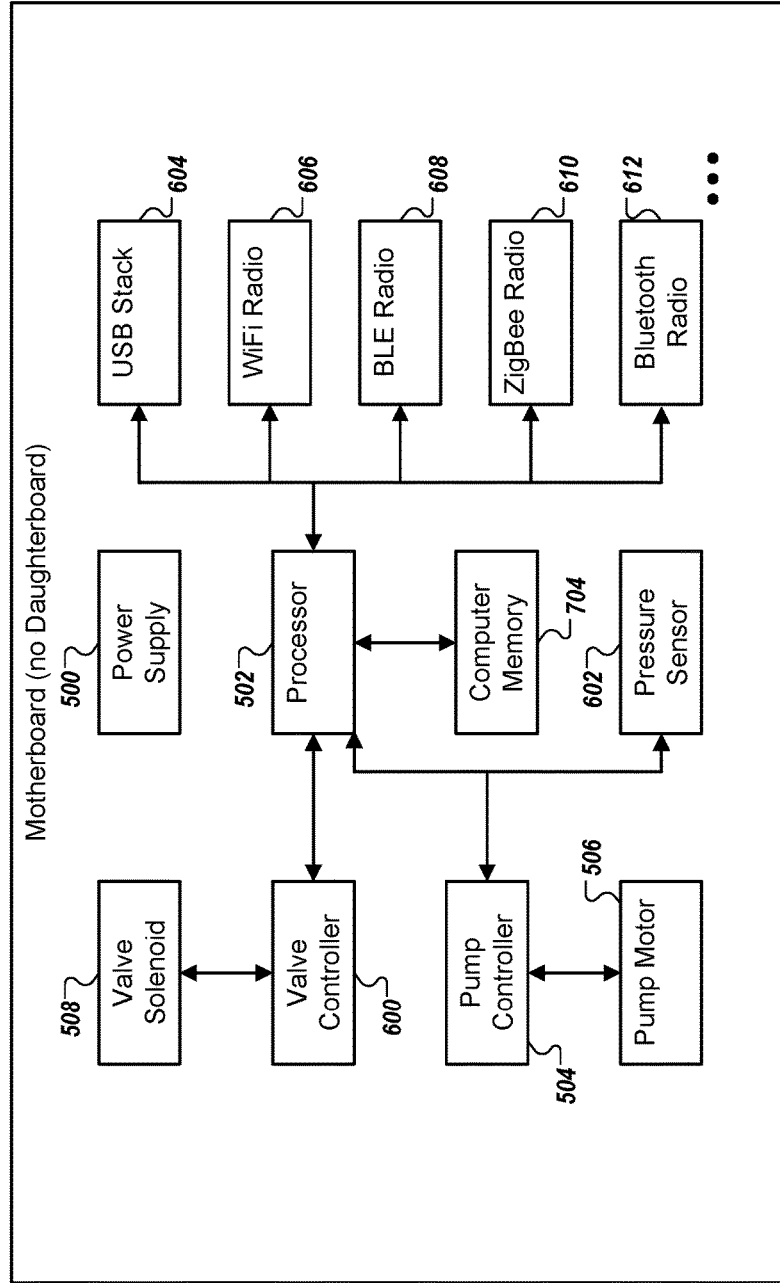 Motherboard (no Daughterboard)
508
Valve
Solenoid
500
Power
Supply
USB Stack
604
Valve
Controller
600
502
Processor
WiFi Radio
606
BLE Radio
608
Pump
Controller
504
Computer
Memory
704
ZigBee Radio
610
506
Pump Motor
602
Pressure
Sensor
Bluetooth
Radio
612